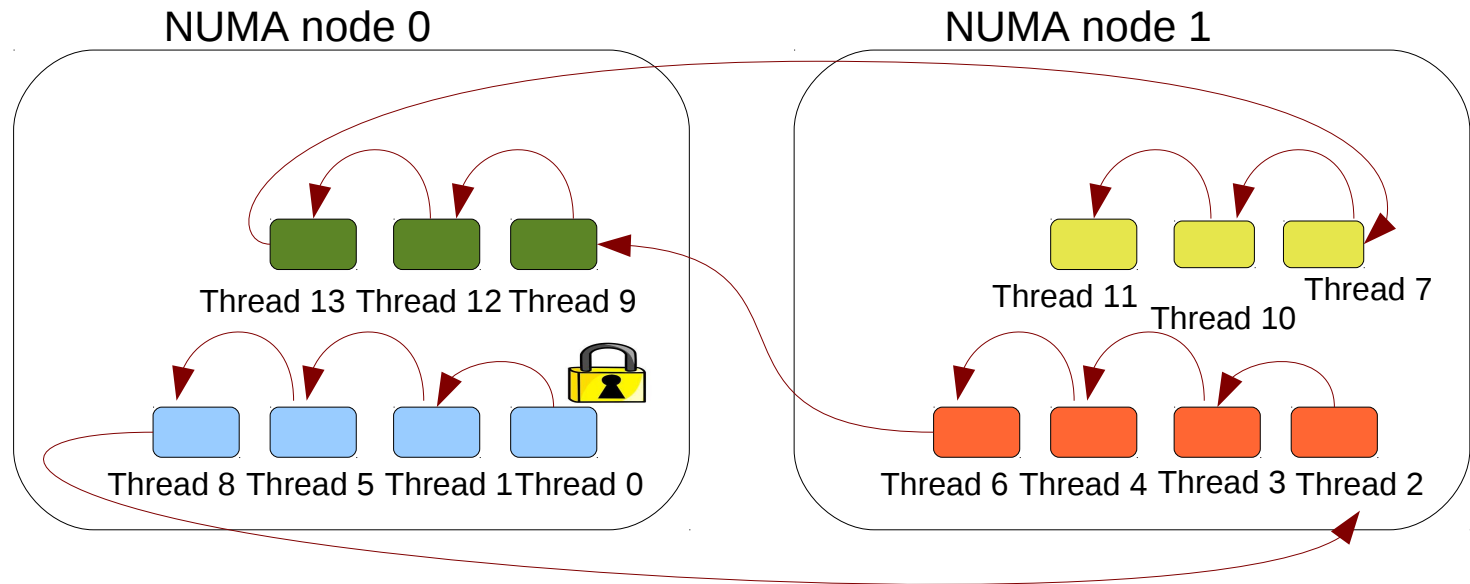 NUMA node 0
NUMA node 1
Thread 13 Thread 12 Thread 9
Thread 11
Thread 10
Thread 7
Thread 8 Thread 5 Thread 1 Thread 0
Thread 6 Thread 4 Thread 3 Thread 2